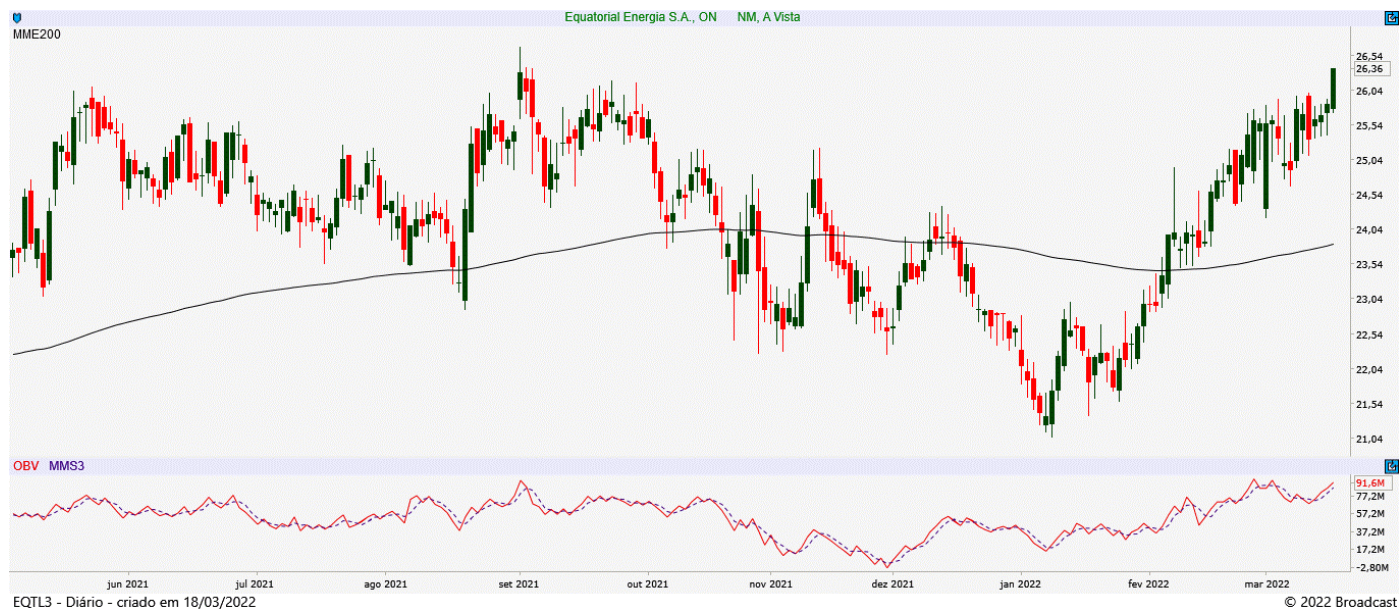 Equatorial Energia S.A., ON NM, A Vista
MME200
26,54
26,36
26,04
25,54
25,04
24,54
24,04
23,54
23,04
22,54
22,04
21,54
21,04
OBV MMS3
91,6M
77,2M
57,2M
37,2M
17,2M
-2,80M
jun 2021 jul 2021 ago 2021 set 2021 out 2021 nov 2021 dez 2021 jan 2022 fev 2022 mar 2022
EQTL3 - Diário - criado em 18/03/2022 © 2022 Broadcast